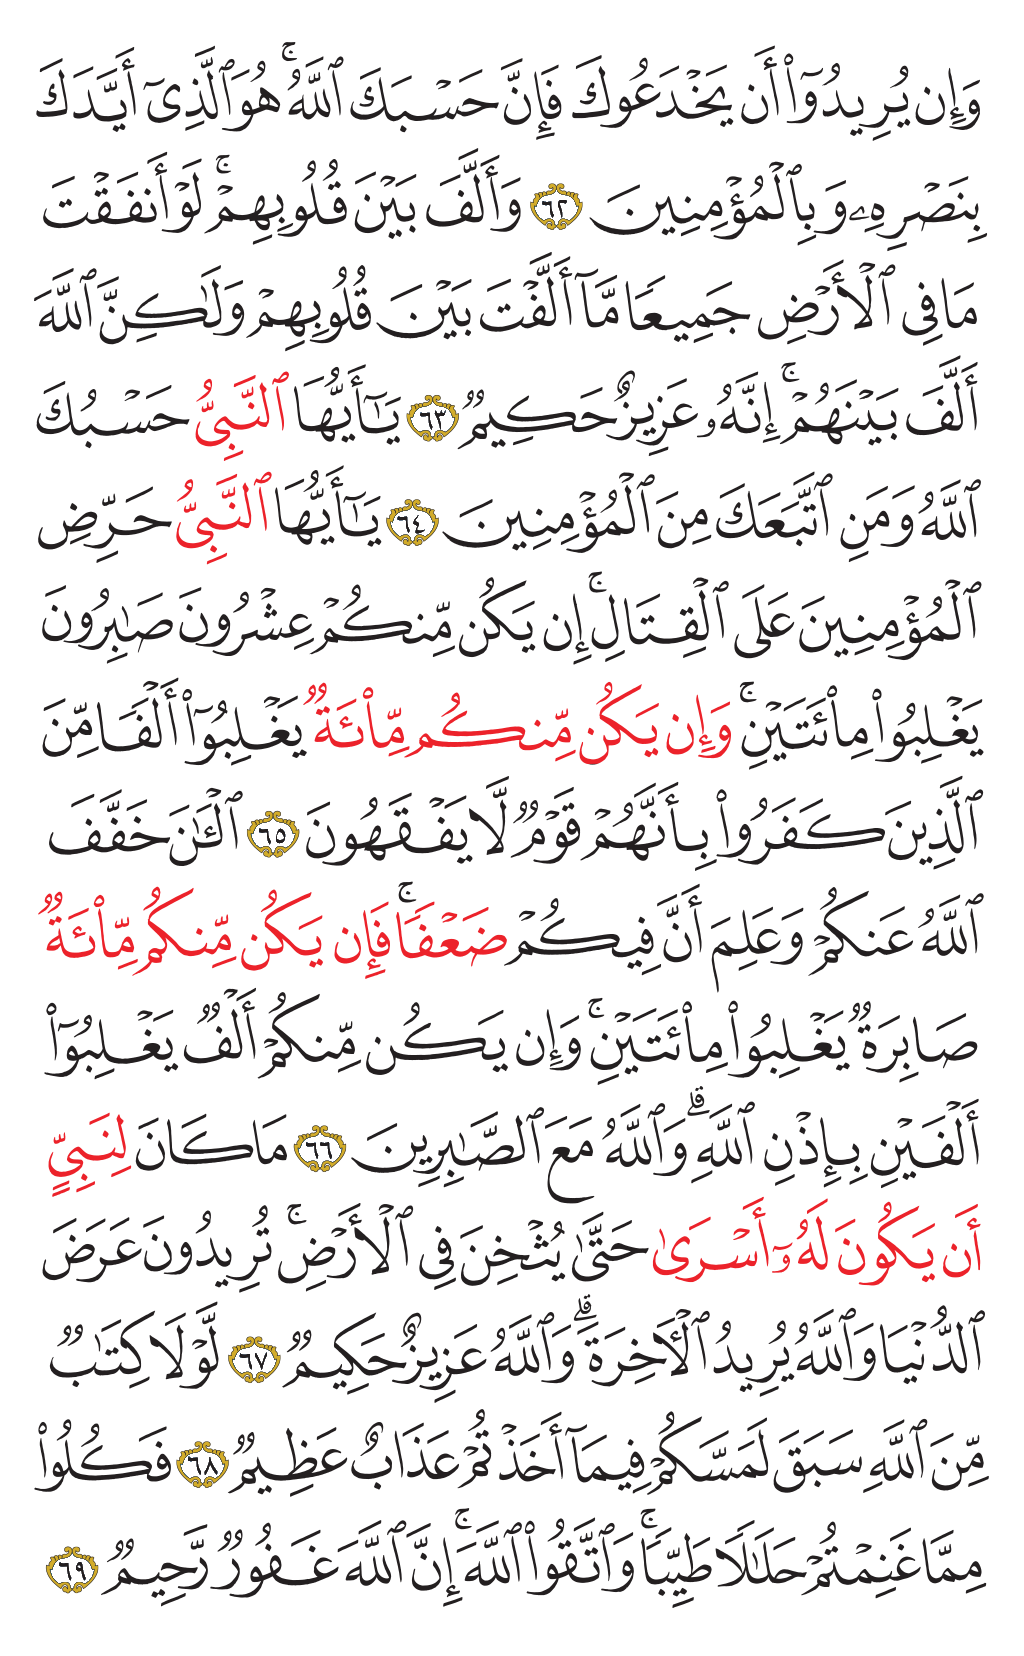 وَإِن يُرِيدُوٓا۟ أَن يَخْدَعُوكَ فَإِنَّ حَسْبَكَ ٱللَّهُ ۚ هُوَ ٱلَّذِىٓ أَيَّدَكَ
بِنَصْرِهِۦ وَبِٱلْمُؤْمِنِينَ ٦٢ وَأَلَّفَ بَيْنَ قُلُوبِهِمْ ۚ لَوْ أَنفَقْتَ
مَا فِى ٱلْأَرْضِ جَمِيعًا مَّآ أَلَّفْتَ بَيْنَ قُلُوبِهِمْ وَلَٰكِنَّ ٱللَّهَ
أَلَّفَ بَيْنَهُمْ ۚ إِنَّهُۥ عَزِيزٌ حَكِيمٌ ٦٣ يَٰٓأَيُّهَا ٱلنَّبِىُّ حَسْبُكَ
ٱللَّهُ وَمَنِ ٱتَّبَعَكَ مِنَ ٱلْمُؤْمِنِينَ ٦٤ يَٰٓأَيُّهَا ٱلنَّبِىُّ حَرِّضِ
ٱلْمُؤْمِنِينَ عَلَى ٱلْقِتَالِ ۚ إِن يَكُن مِّنكُمْ عِشْرُونَ صَٰبِرُونَ
يَغْلِبُوا۟ مِا۟ئَتَيْنِ ۚ وَإِن يَكُن مِّنكُم مِّا۟ئَةٌ يَغْلِبُوٓا۟ أَلْفًا مِّنَ
ٱلَّذِينَ كَفَرُوا۟ بِأَنَّهُمْ قَوْمٌ لَّا يَفْقَهُونَ ٦٥ ٱلْـَٰٔنَ خَفَّفَ
ٱللَّهُ عَنكُمْ وَعَلِمَ أَنَّ فِيكُمْ ضَعْفًا ۚ فَإِن يَكُن مِّنكُم مِّا۟ئَةٌ
صَابِرَةٌ يَغْلِبُوا۟ مِا۟ئَتَيْنِ ۚ وَإِن يَكُن مِّنكُمْ أَلْفٌ يَغْلِبُوٓا۟
أَلْفَيْنِ بِإِذْنِ ٱللَّهِ ۗ وَٱللَّهُ مَعَ ٱلصَّٰبِرِينَ ٦٦ مَا كَانَ لِنَبِىٍّ
أَن يَكُونَ لَهُۥٓ أَسْرَىٰ حَتَّىٰ يُثْخِنَ فِى ٱلْأَرْضِ ۚ تُرِيدُونَ عَرَضَ
ٱلدُّنْيَا وَٱللَّهُ يُرِيدُ ٱلْـَٔاخِرَةَ ۗ وَٱللَّهُ عَزِيزٌ حَكِيمٌ ٦٧ لَّوْلَا كِتَٰبٌ
مِّنَ ٱللَّهِ سَبَقَ لَمَسَّكُمْ فِيمَآ أَخَذْتُمْ عَذَابٌ عَظِيمٌ ٦٨ فَكُلُوا۟
مِمَّا غَنِمْتُمْ حَلَٰلًا طَيِّبًا ۚ وَٱتَّقُوا۟ ٱللَّهَ ۚ إِنَّ ٱللَّهَ غَفُورٌ رَّحِيمٌ ٦٩